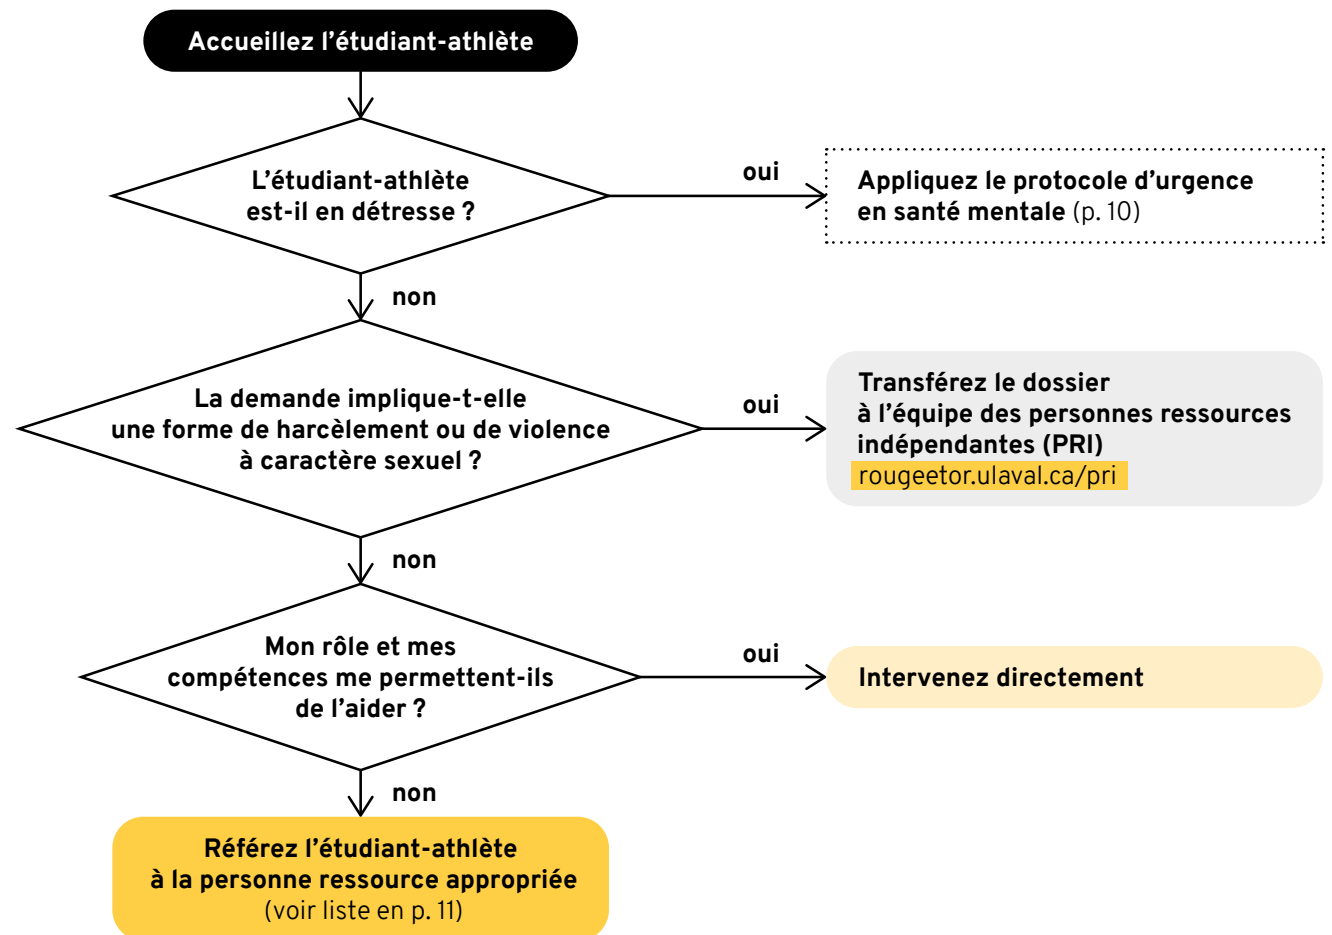 Accueillez l'étudiant-athlète
L'étudiant-athlète
est-il en détresse ?
oui
Appliquez le protocole d'urgence
en santé mentale (p. 10)
non
La demande implique-t-elle
une forme de harcèlement ou de violence
à caractère sexuel ?
oui
Transférez le dossier
à l'équipe des personnes ressources
indépendantes (PRI)
rougeetor.ulaval.ca/pri
non
Mon rôle et mes
compétences me permettent-ils
de l'aider ?
oui
Intervenez directement
non
Référez l'étudiant-athlète
à la personne ressource appropriée
(voir liste en p. 11)